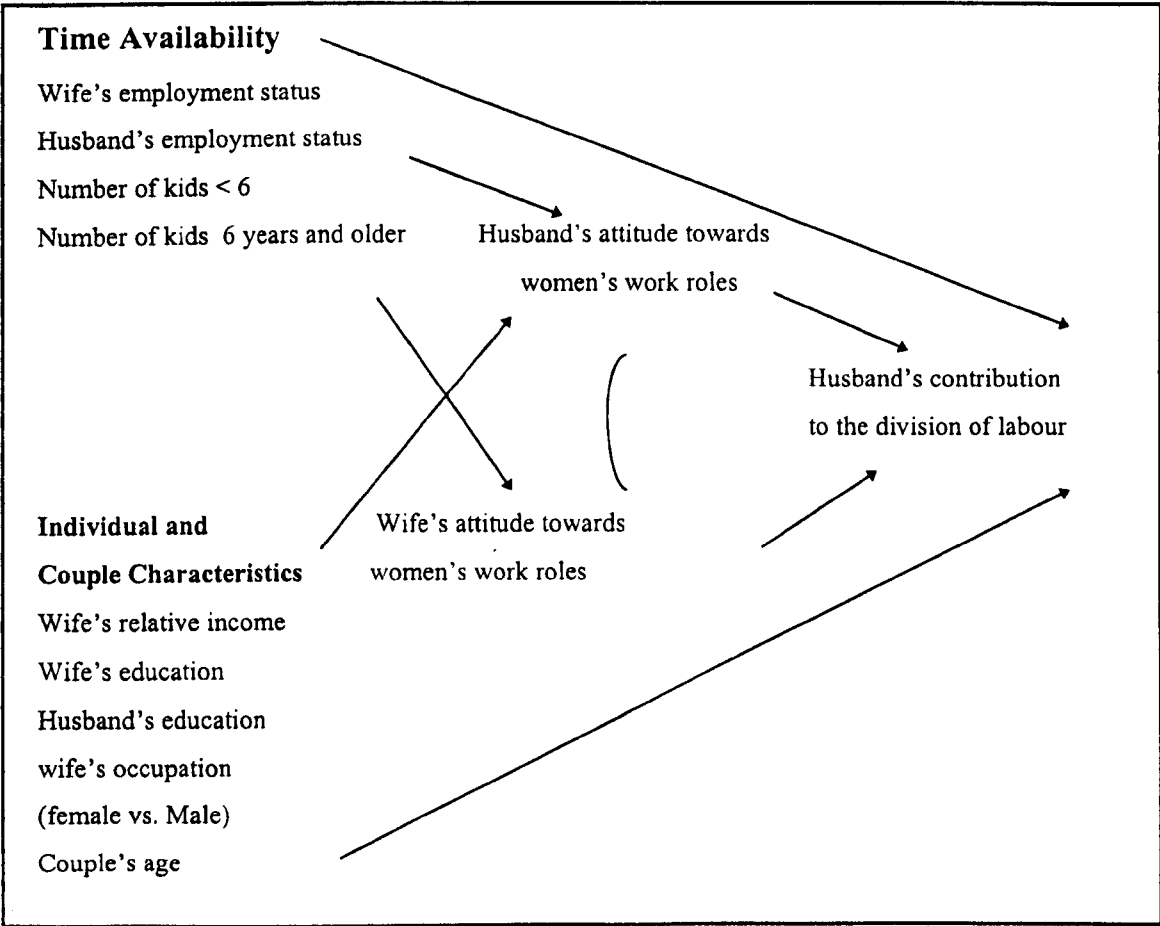 Time Availability
Wife's employment status
Husband's employment status
Number of kids < 6
Number of kids 6 years and older
Husband's attitude towards
women's work roles
Husband's contribution
to the division of labour
Wife's attitude towards
women's work roles
Individual and
Couple Characteristics
Wife's relative income
Wife's education
Husband's education
wife's occupation
(female vs. Male)
Couple's age